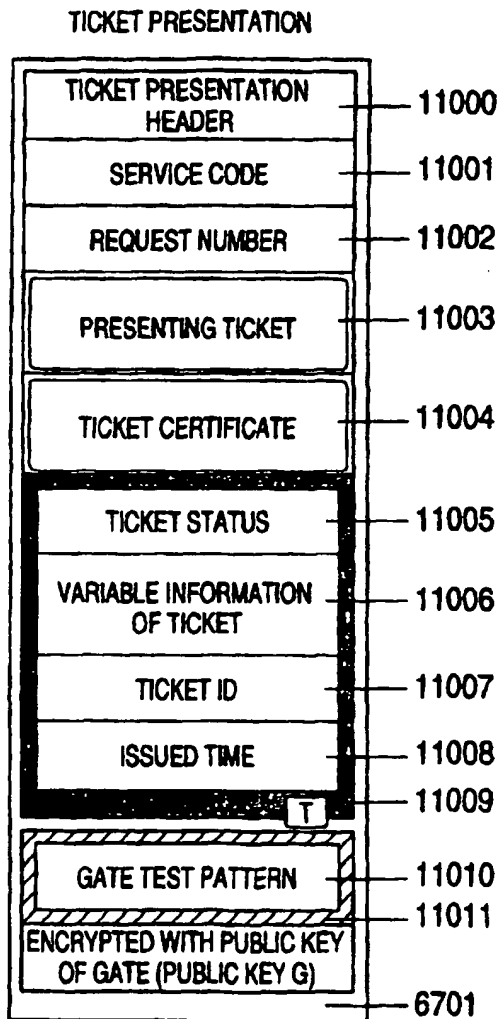 TICKET PRESENTATION
TICKET PRESENTATION
HEADER
11000
SERVICE CODE
11001
REQUEST NUMBER
11002
PRESENTING TICKET
11003
TICKET CERTIFICATE
11004
TICKET STATUS
11005
VARIABLE INFORMATION
OF TICKET
11006
TICKET ID
11007
ISSUED TIME
11008
T
11009
GATE TEST PATTERN
11010
11011
ENCRYPTED WITH PUBLIC KEY
OF GATE (PUBLIC KEY G)
6701